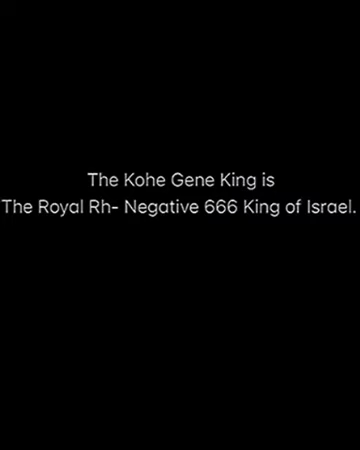 The Kohe Gene King is
The Royal Rh- Negative 666 King of Israel.